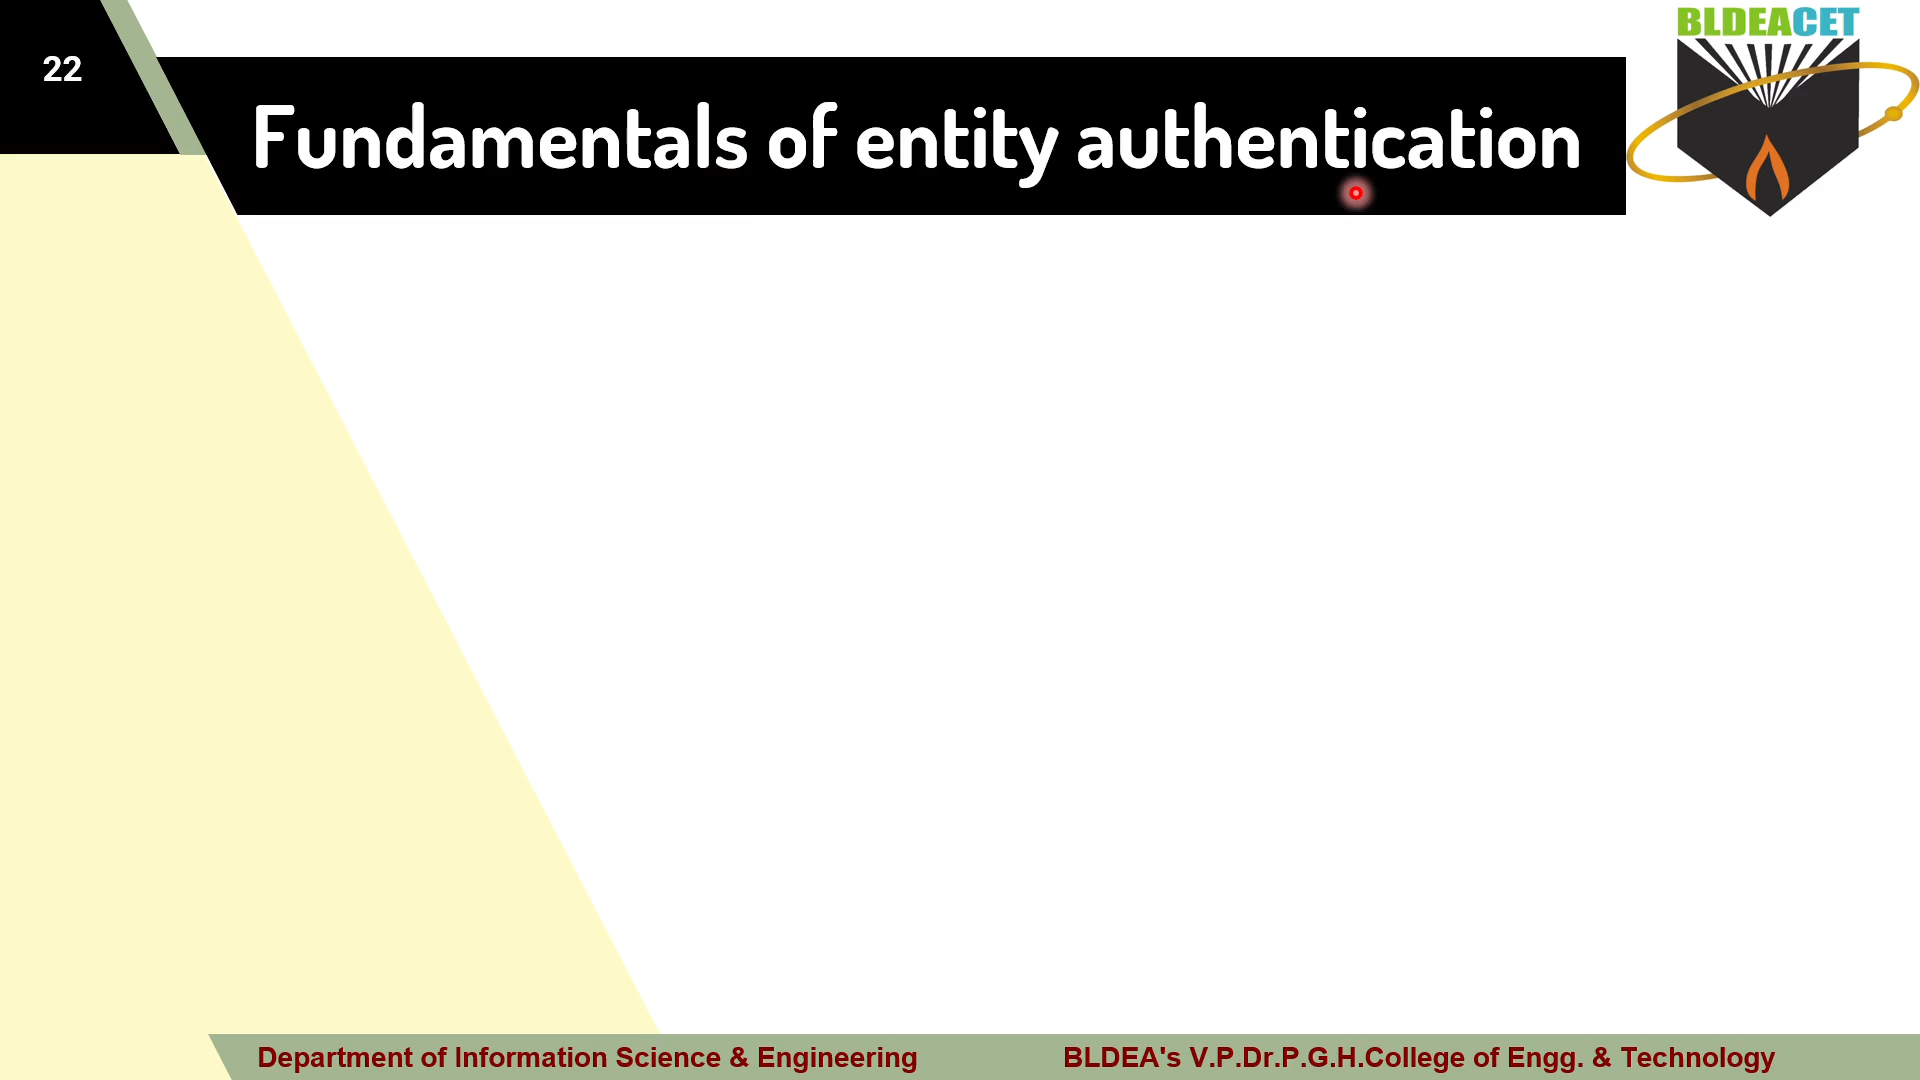 22
BLDEACET
Fundamentals of entity authentication
Department of Information Science & Engineering
BLDEA's V.P.Dr.P.G.H.College of Engg. & Technology